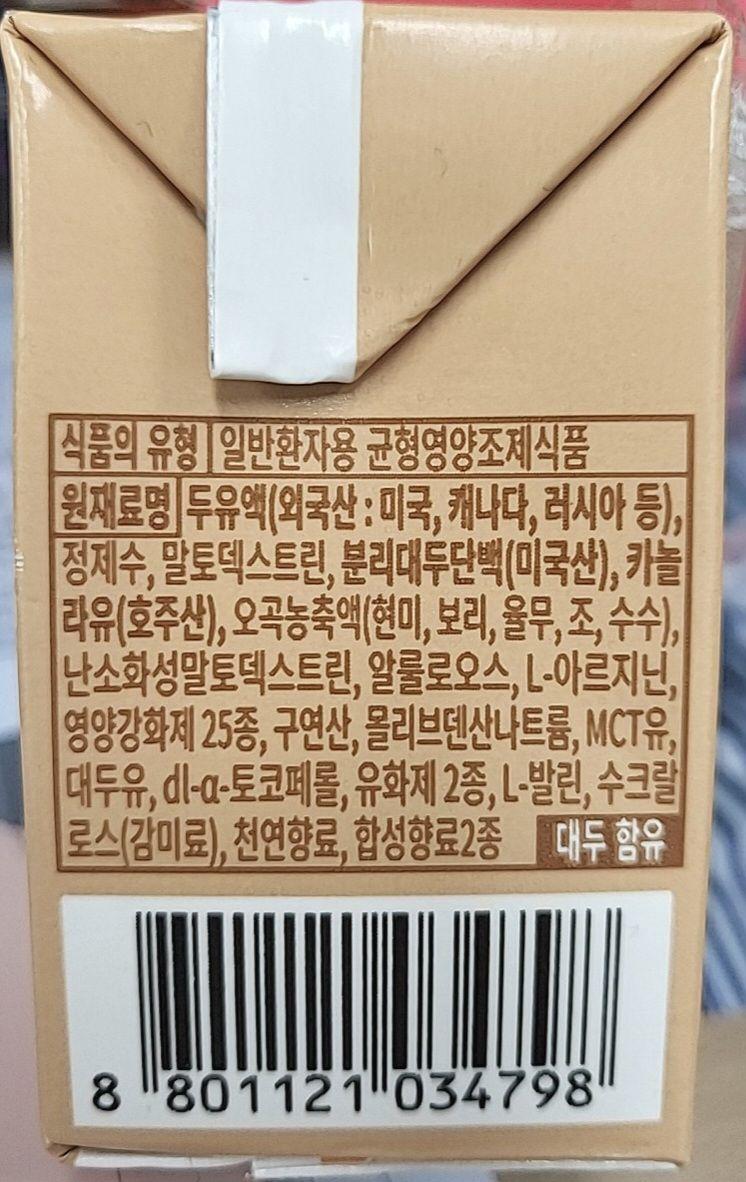 식품의 유형 일반환자용 균형영양조제식품
원재료명 두유액(외국산 : 미국, 캐나다, 러시아 등),
정제수, 말토덱스트린, 분리대두단백(미국산), 카놀
라유(호주산), 오곡농축액(현미, 보리, 율무, 조, 수수),
난소화성말토덱스트린, 알룰로오스, L-아르지닌,
영양강화제 25종, 구연산, 몰리브덴산나트륨, MCT유,
대두유, dl-α-토코페롤, 유화제 2종, L-발린, 수크랄
로스(감미료), 천연향료, 합성향료2종 대두 함유
8 801121 034798